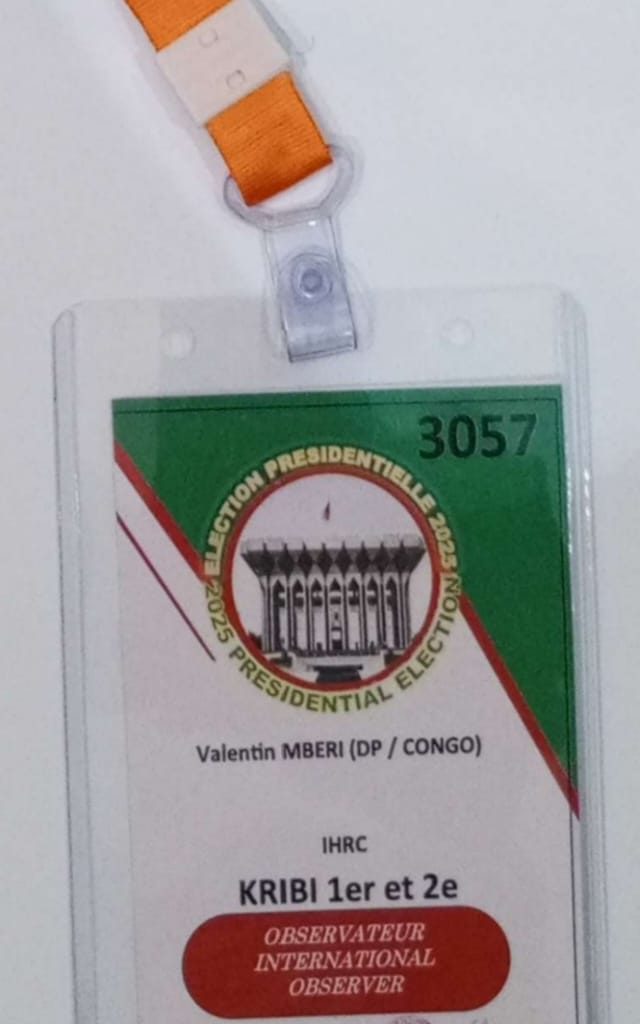 3057
ELECTION PRESIDENTIELLE 2025
2025 PRESIDENTIAL ELECTION
Valentin MBERI (DP / CONGO)
IHRC
KRIBI 1er et 2e
OBSERVATEUR
INTERNATIONAL
OBSERVER